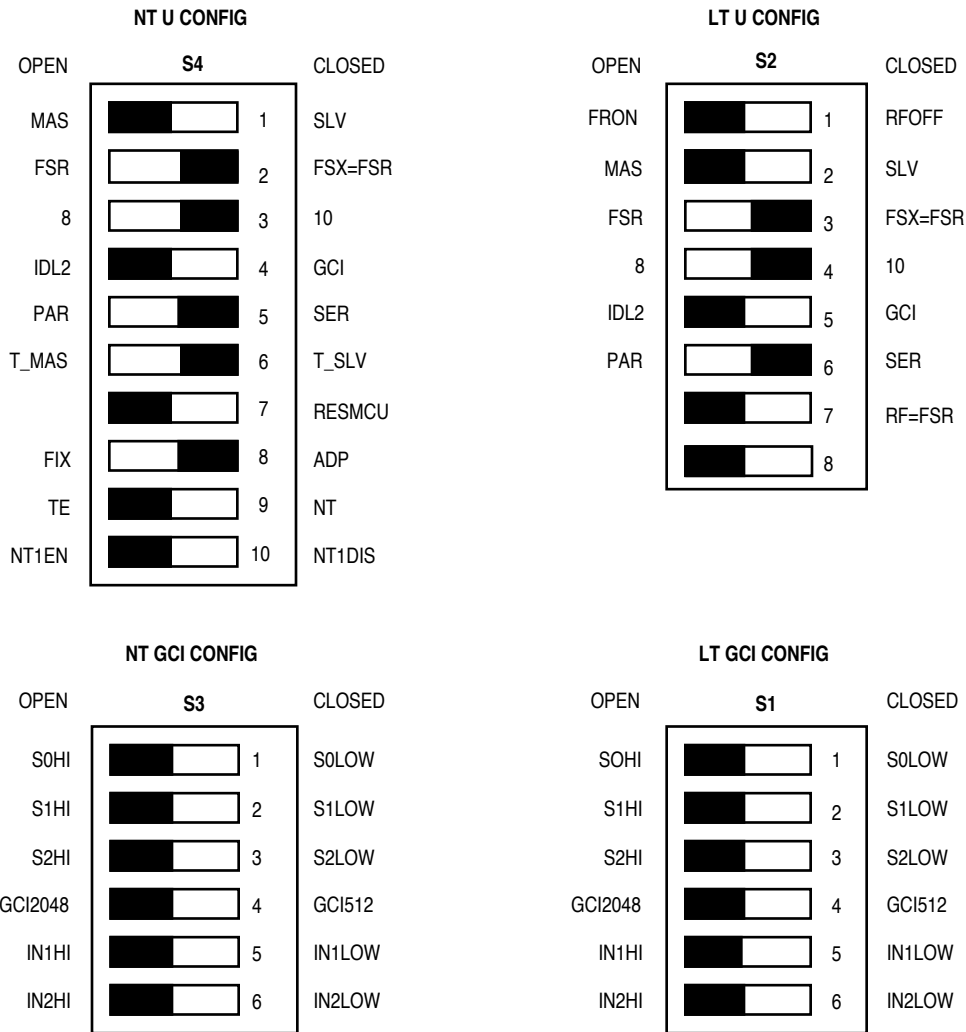 NT U CONFIG
OPEN S4 CLOSED
MAS 1 SLV
FSR 2 FSX=FSR
8 3 10
IDL2 4 GCI
PAR 5 SER
T_MAS 6 T_SLV
7 RESMCU
FIX 8 ADP
TE 9 NT
NT1EN 10 NT1DIS
LT U CONFIG
OPEN S2 CLOSED
FRON 1 RFOFF
MAS 2 SLV
FSR 3 FSX=FSR
8 4 10
IDL2 5 GCI
PAR 6 SER
7 RF=FSR
8
NT GCI CONFIG
OPEN S3 CLOSED
S0HI 1 S0LOW
S1HI 2 S1LOW
S2HI 3 S2LOW
GCI2048 4 GCI512
IN1HI 5 IN1LOW
IN2HI 6 IN2LOW
LT GCI CONFIG
OPEN S1 CLOSED
SOHI 1 S0LOW
S1HI 2 S1LOW
S2HI 3 S2LOW
GCI2048 4 GCI512
IN1HI 5 IN1LOW
IN2HI 6 IN2LOW